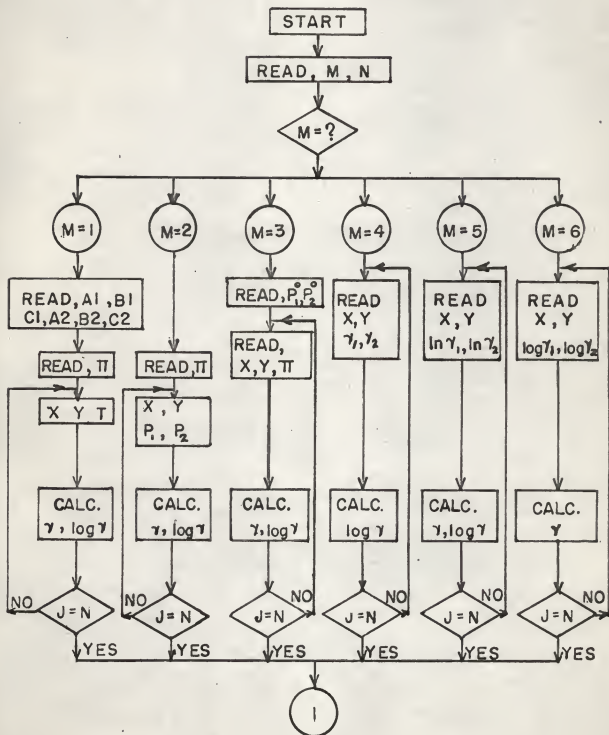 START
READ, M, N
M=?
M=1
M=2
M=3
M=4
M=5
M=6
READ, A1, B1
C1, A2, B2, C2
READ, π
X Y T
CALC.
γ, log γ
NO
J=N
YES
READ, π
X, Y
P₁, P₂
CALC.
γ, log γ
NO
J=N
YES
READ, P₁°, P₂°
READ,
X, Y, π
CALC.
γ, log γ
NO
J=N
YES
READ
X, Y
γ₁, γ₂
CALC.
log γ
NO
J=N
YES
READ
X, Y
ln γ₁, ln γ₂
CALC.
γ, log γ
NO
J=N
YES
READ
X, Y
log γ₁, log γ₂
CALC.
γ
NO
J=N
YES
1